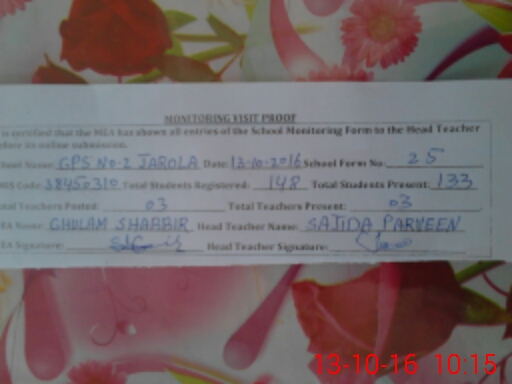 MONITORING VISIT PROOF
is certified that the MEA has shown all entries of the School Monitoring Form to the Head Teacher
before its online submission.
School Name: GPS No-2 JAROLA Date: 13-10-2016 School Form No: 25
EMIS Code: 38450310 Total Students Registered: 148 Total Students Present: 133
Total Teachers Posted: 03 Total Teachers Present: 03
MEA Name: GHULAM SHABBIR Head Teacher Name: SAJIDA PARVEEN
MEA Signature: Head Teacher Signature:
13-10-16 10:15